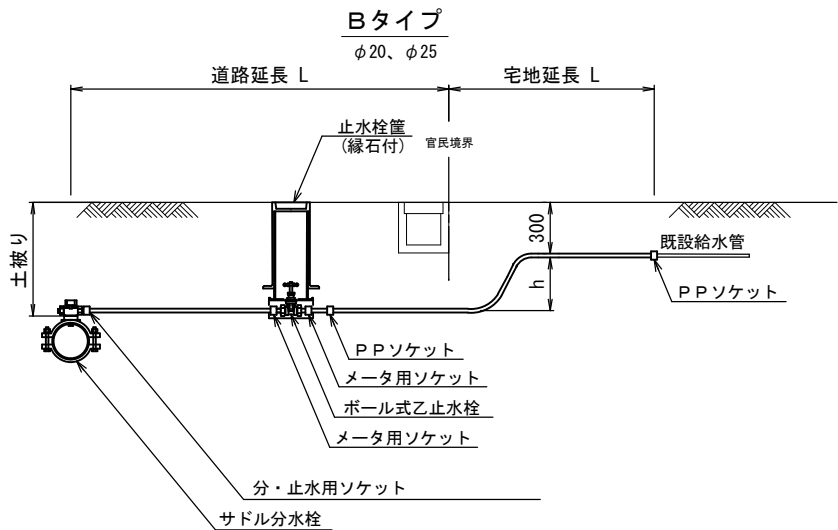 Bタイプ
φ20、φ25
道路延長 L
宅地延長 L
止水栓筐
(縁石付)
官民境界
土被り
300
h
既設給水管
PPソケット
PPソケット
メータ用ソケット
ボール式乙止水栓
メータ用ソケット
分・止水用ソケット
サドル分水栓